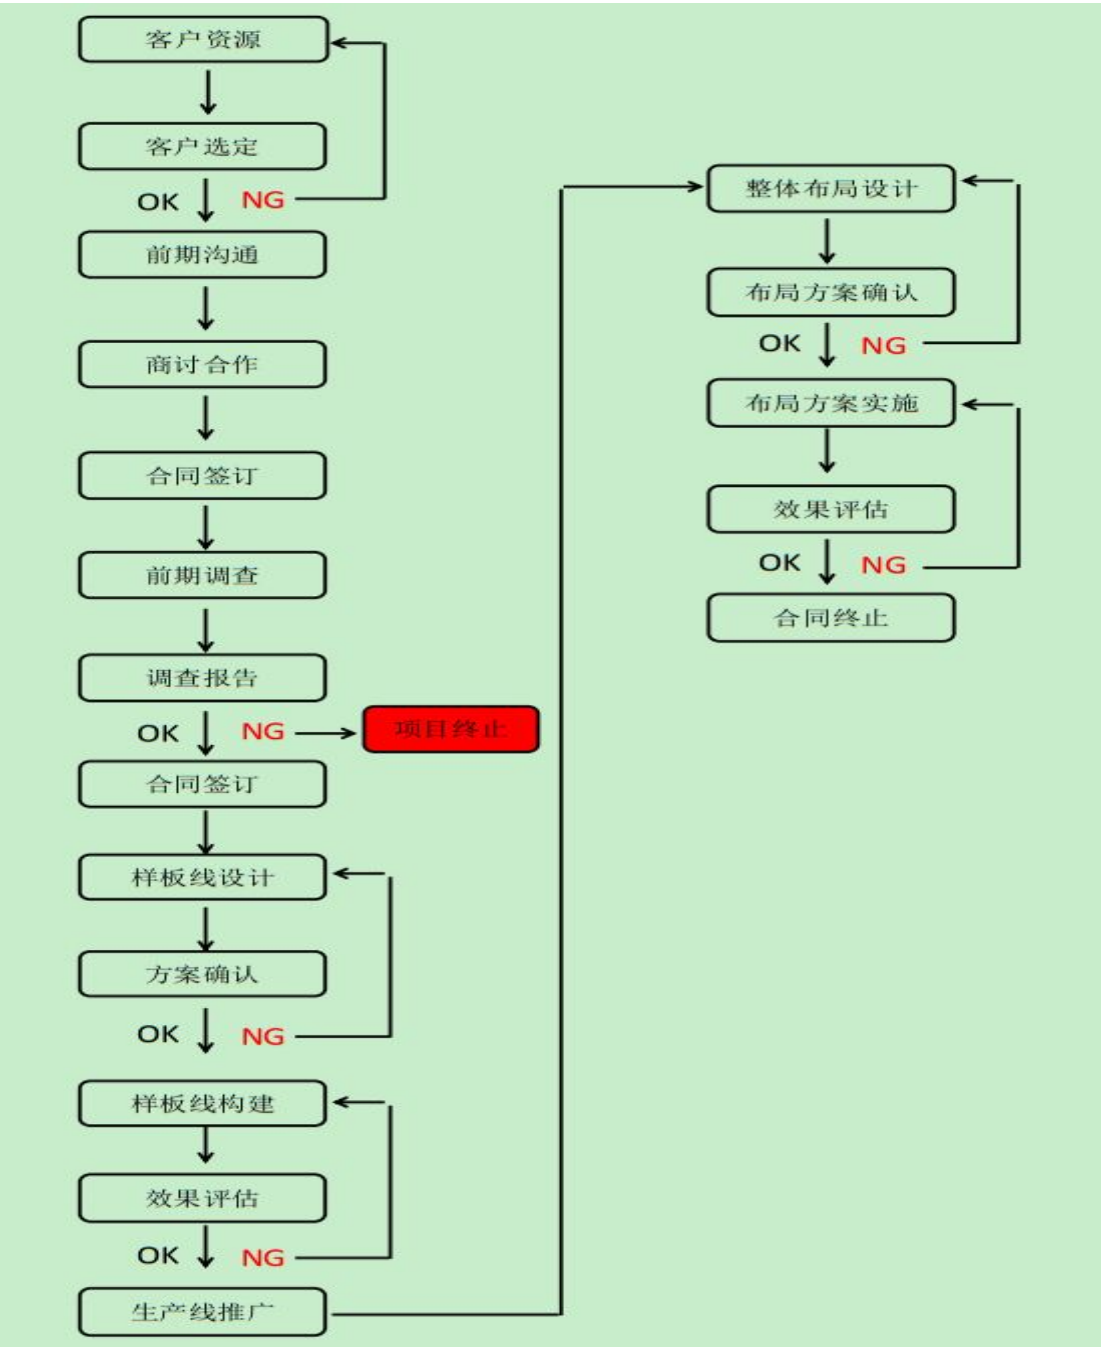 客户资源
客户选定
OK NG
前期沟通
商讨合作
合同签订
前期调查
调查报告
OK NG 项目终止
合同签订
样板线设计
方案确认
OK NG
样板线构建
效果评估
OK NG
生产线推广
整体布局设计
布局方案确认
OK NG
布局方案实施
效果评估
OK NG
合同终止